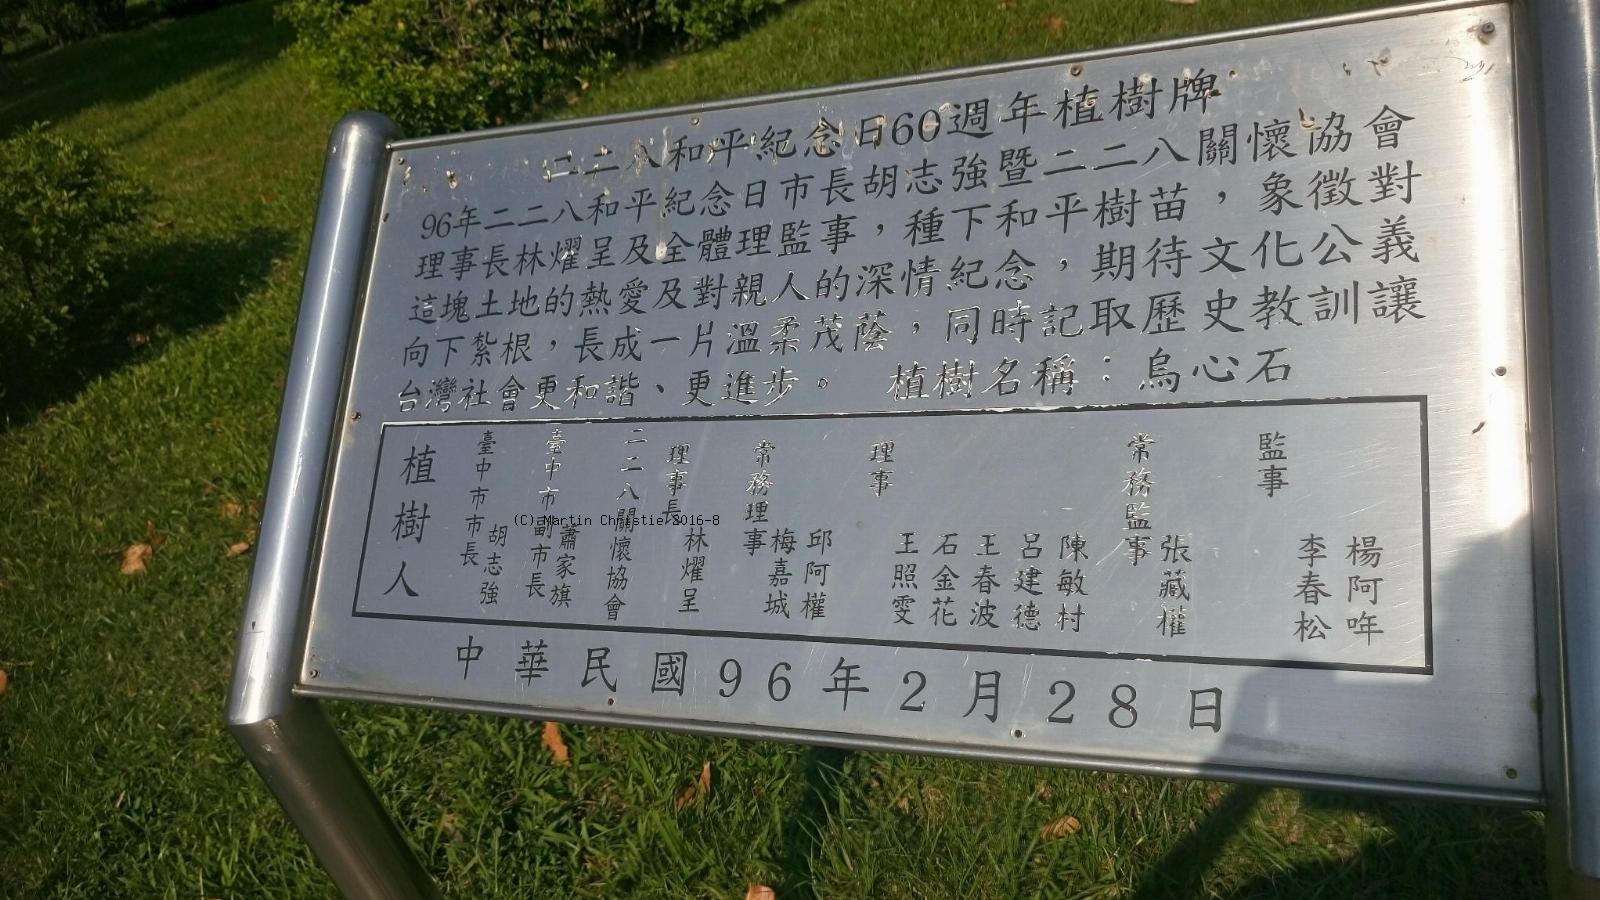 二二八和平紀念日60週年植樹牌
96年二二八和平紀念日市長胡志強暨二二八關懷協會
理事長林燿呈及全體理監事，種下和平樹苗，象徵對
這塊土地的熱愛及對親人的深情紀念，期待文化公義
向下紮根，長成一片溫柔茂蔭，同時記取歷史教訓讓
台灣社會更和諧、更進步。 植樹名稱：烏心石
植樹人
臺中市市長
胡志強
臺中市副市長
蕭家旗
二二八關懷協會
理事長
林燿呈
常務理事
梅嘉城
邱阿權
理事
王照雯
石金花
王春波
呂建德
陳敏村
常務監事
張藏權
監事
李春松
楊阿哖
中華民國96年2月28日
(C) Martin Christie 2016-8